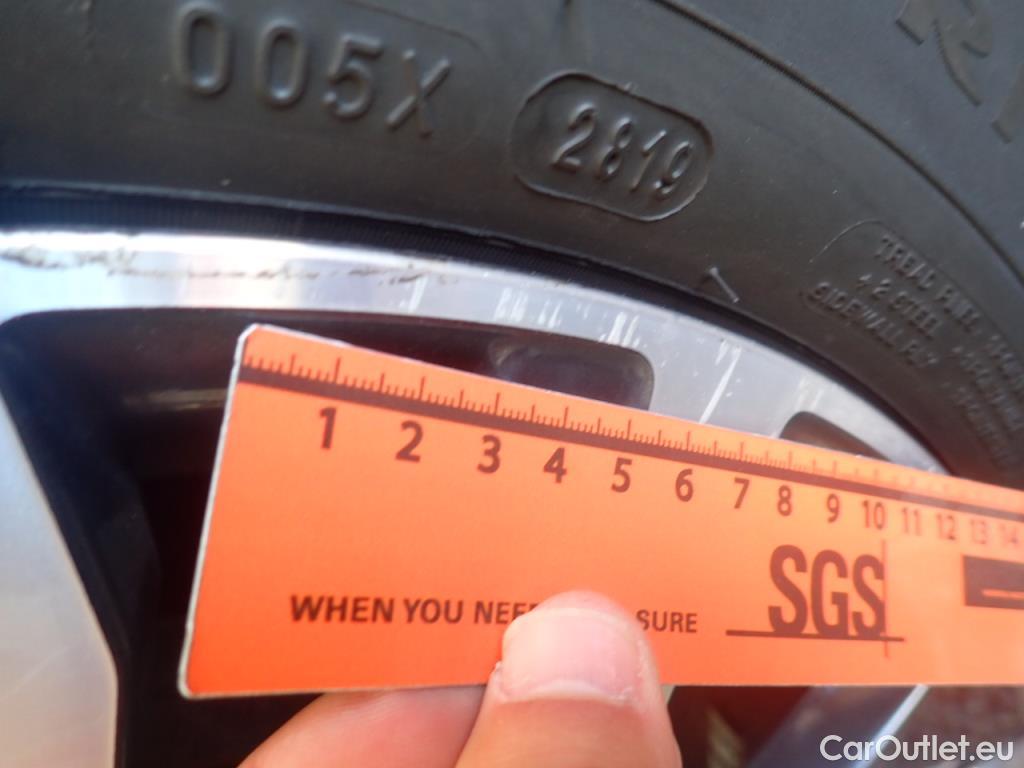 005X
2819
TREAD
+ 2 STEEL
SIDEWALL
1 2 3 4 5 6 7 8 9 10 11 12 13 14
SGS
WHEN YOU SURE
CarOutlet.eu